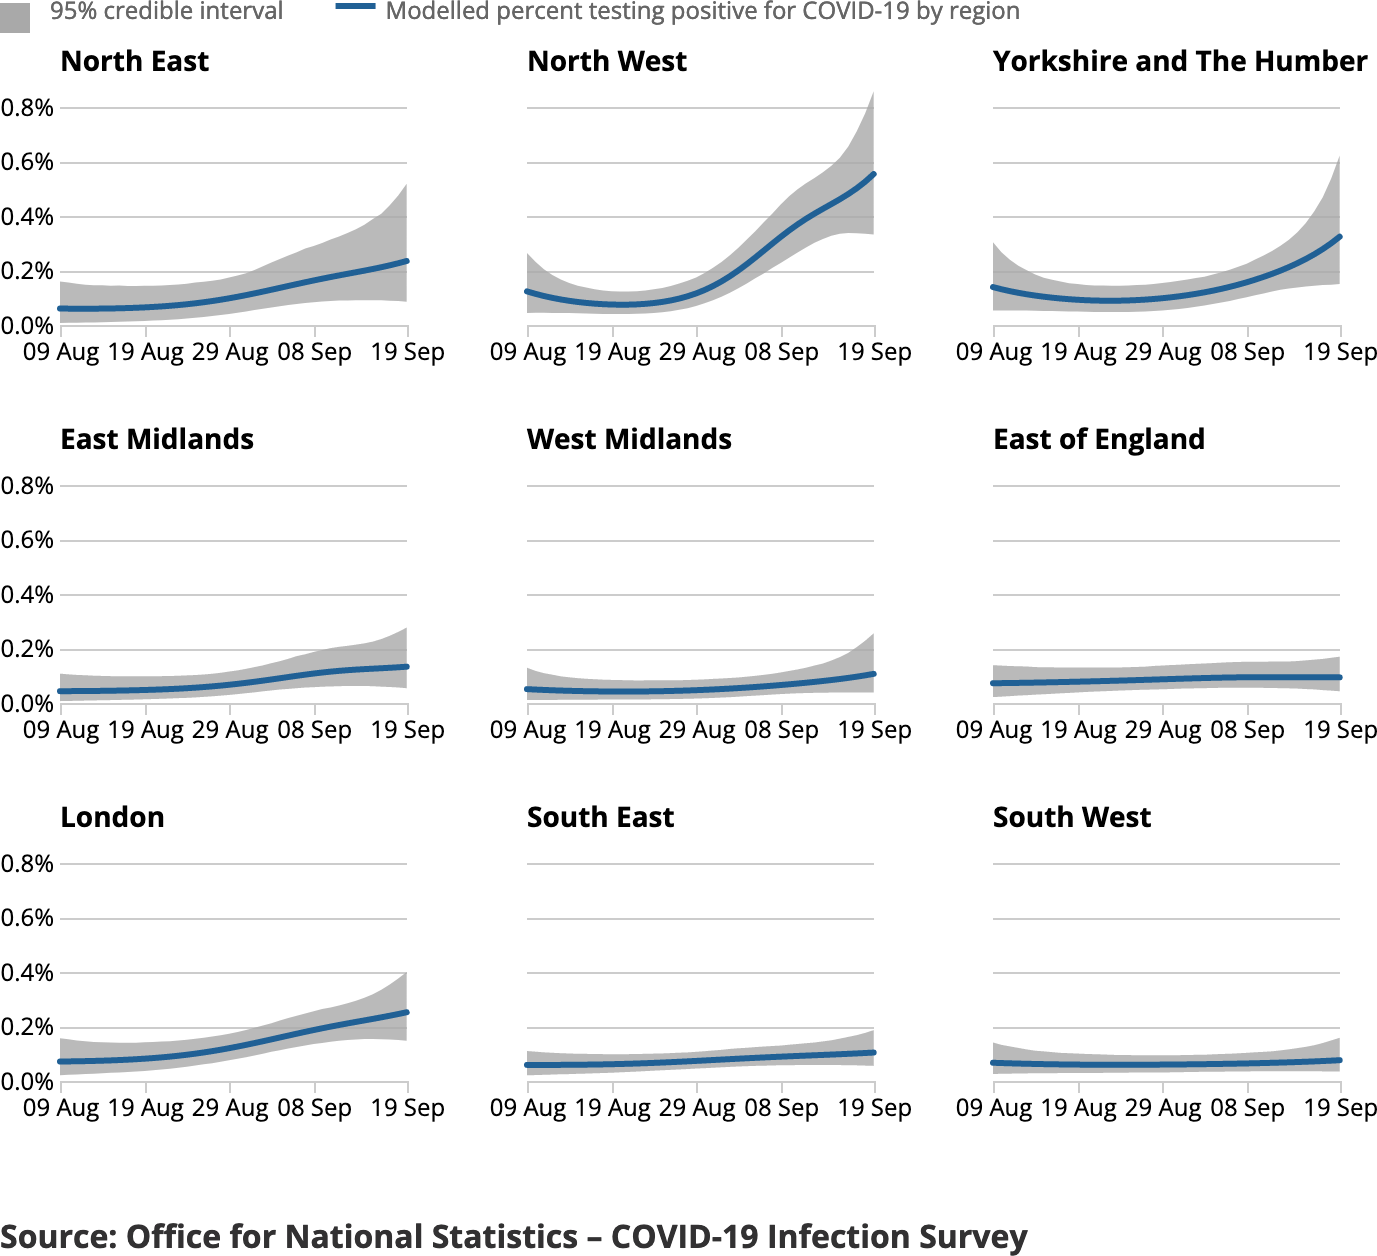 95% credible interval Modelled percent testing positive for COVID-19 by region
North East North West Yorkshire and The Humber
0.8%
0.6%
0.4%
0.2%
0.0%
09 Aug 19 Aug 29 Aug 08 Sep 19 Sep 09 Aug 19 Aug 29 Aug 08 Sep 19 Sep 09 Aug 19 Aug 29 Aug 08 Sep 19 Sep
East Midlands West Midlands East of England
0.8%
0.6%
0.4%
0.2%
0.0%
09 Aug 19 Aug 29 Aug 08 Sep 19 Sep 09 Aug 19 Aug 29 Aug 08 Sep 19 Sep 09 Aug 19 Aug 29 Aug 08 Sep 19 Sep
London South East South West
0.8%
0.6%
0.4%
0.2%
0.0%
09 Aug 19 Aug 29 Aug 08 Sep 19 Sep 09 Aug 19 Aug 29 Aug 08 Sep 19 Sep 09 Aug 19 Aug 29 Aug 08 Sep 19 Sep
Source: Office for National Statistics – COVID-19 Infection Survey